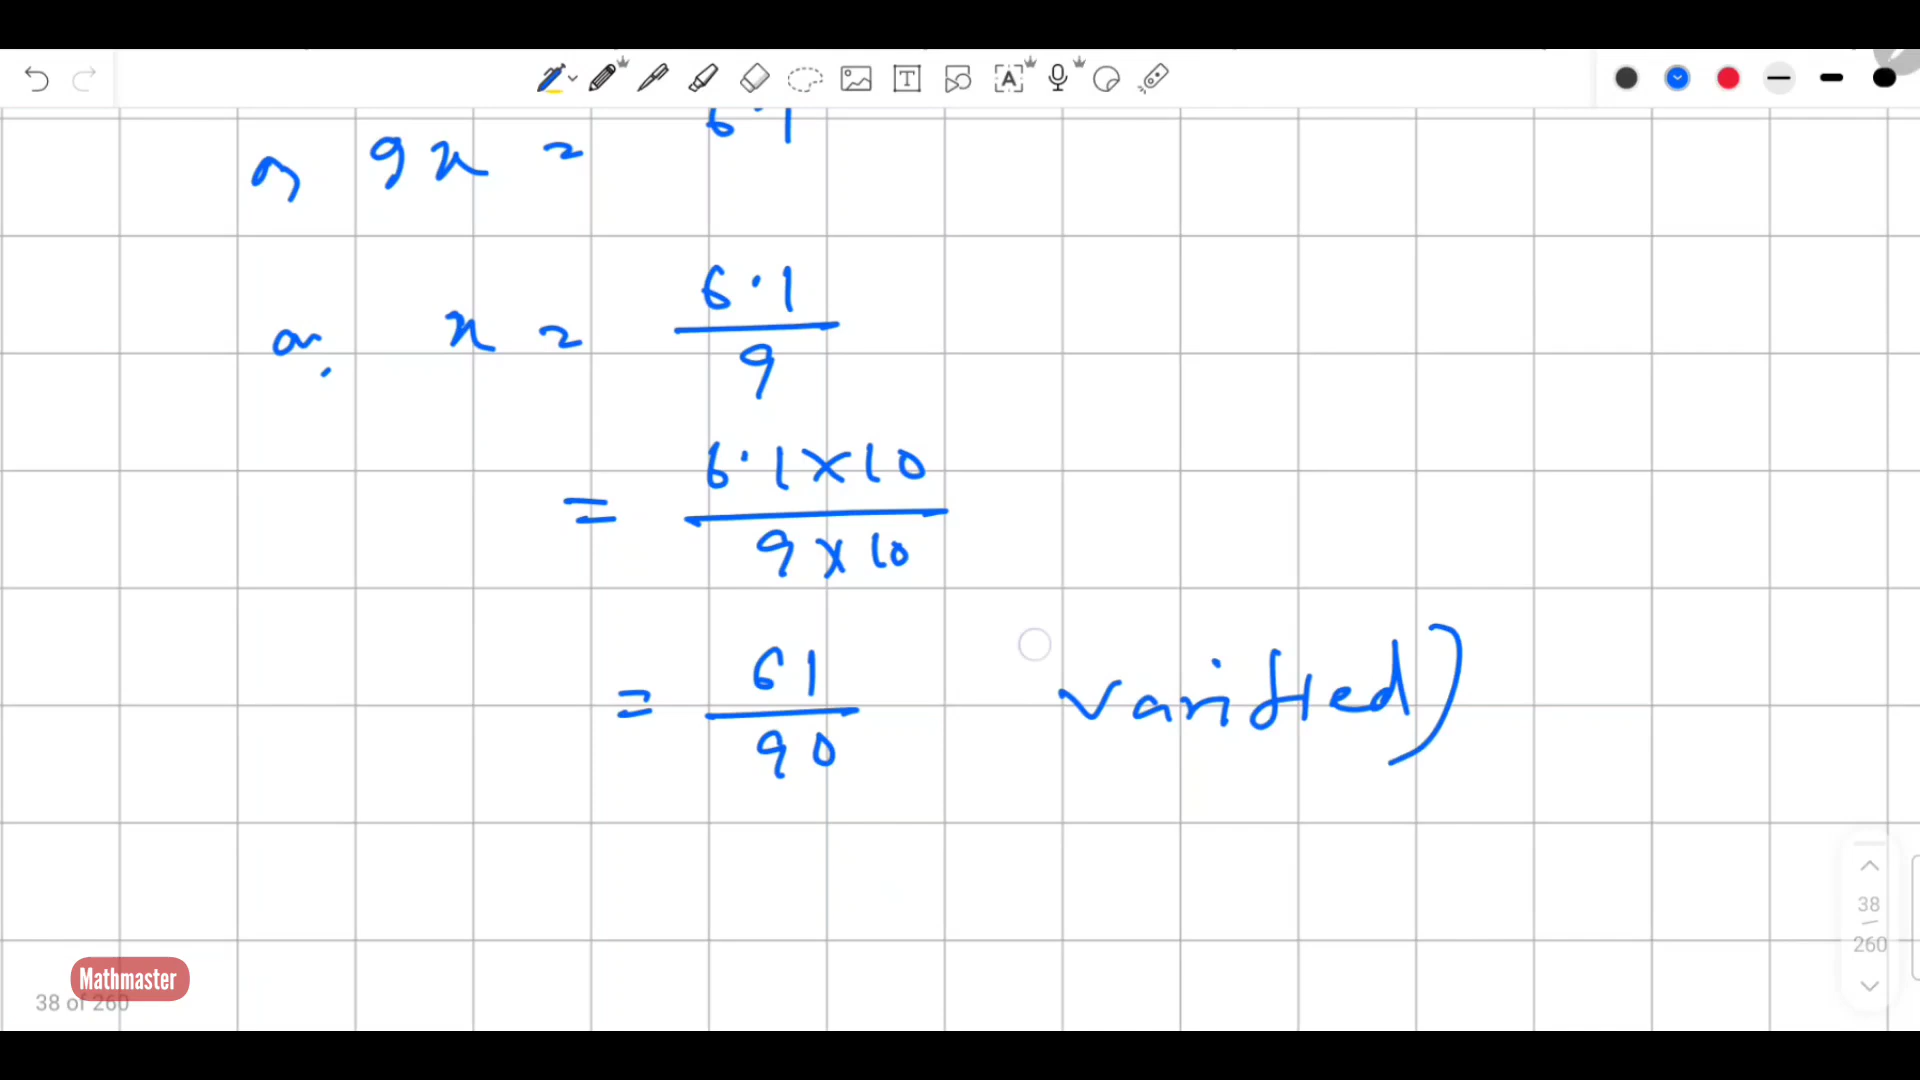 or 9x = 6.1
or, x = 6.1/9
= 6.1×10/9×10
= 61/90 varified)
38
260
Mathmaster
38 of 260